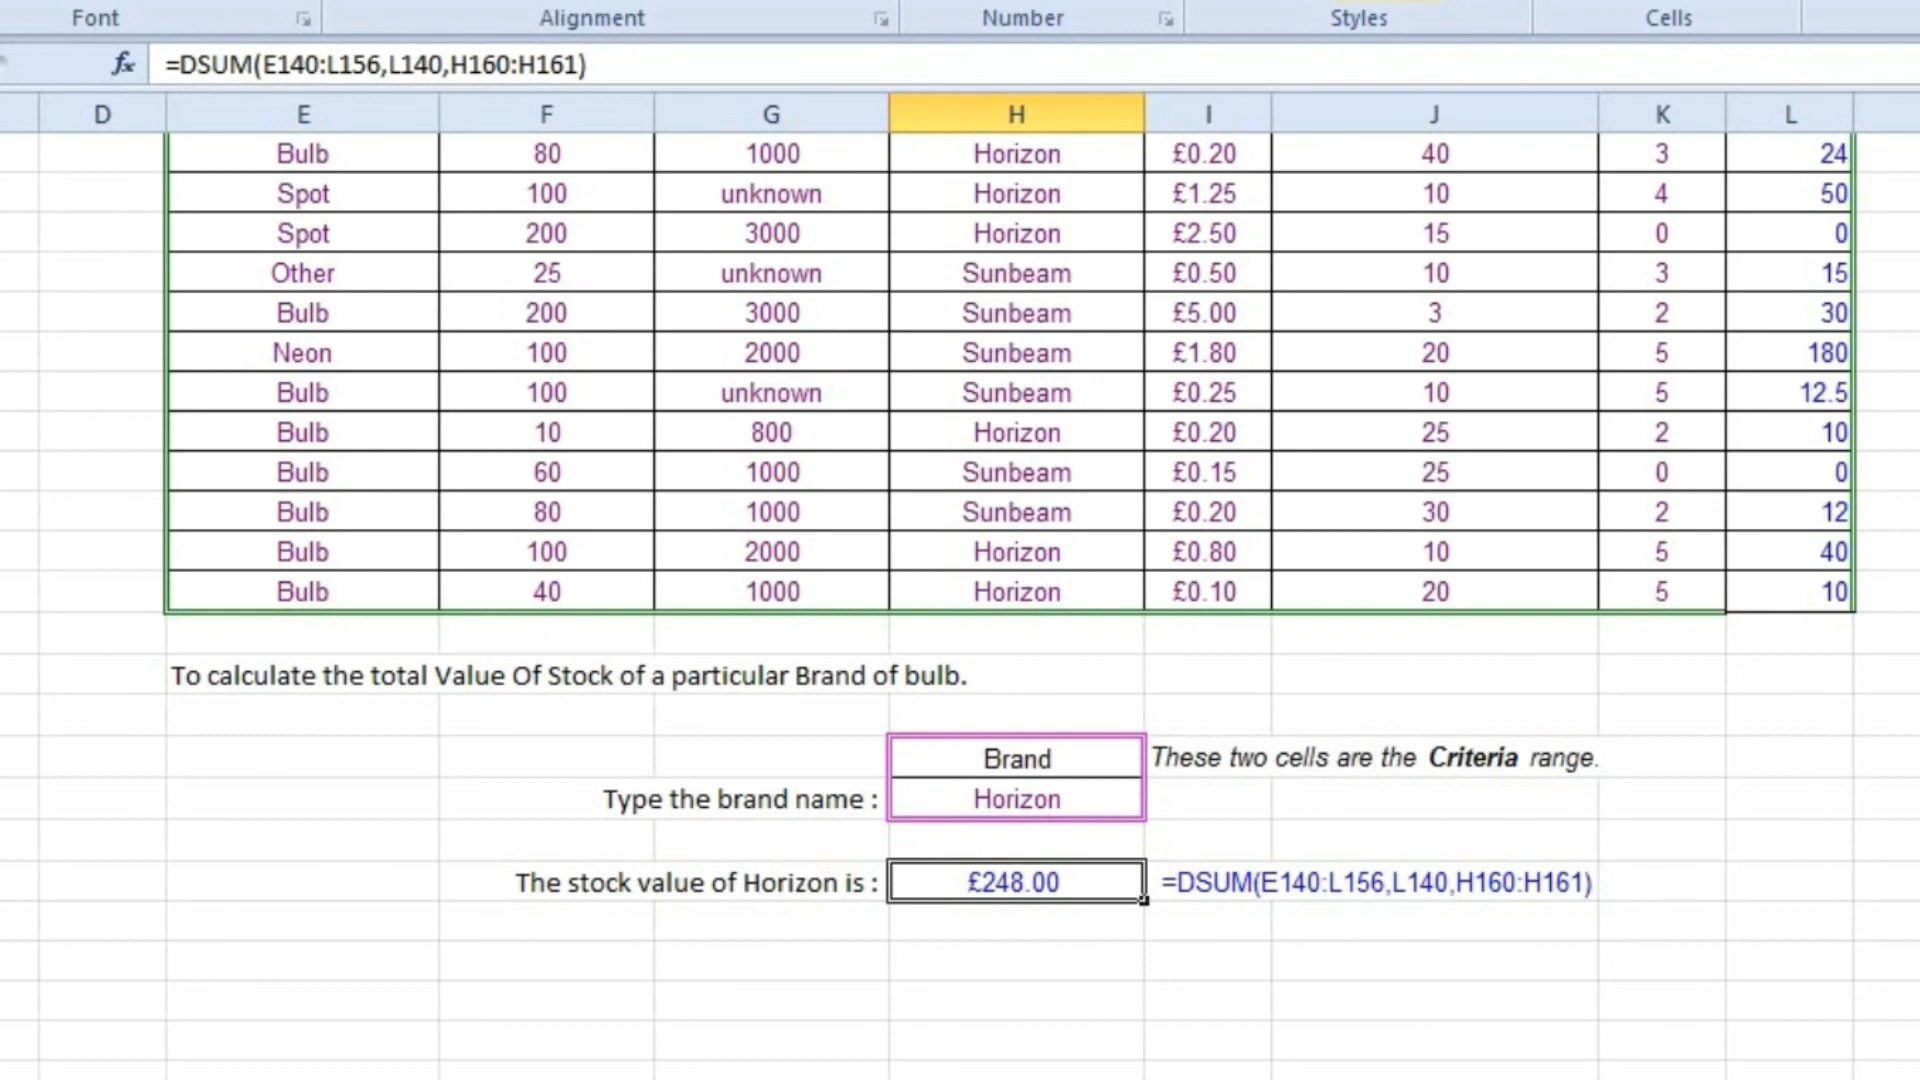 Font Alignment Number Styles Cells
fx =DSUM(E140:L156,L140,H160:H161)
D E F G H I J K L
Bulb 80 1000 Horizon £0.20 40 3 24
Spot 100 unknown Horizon £1.25 10 4 50
Spot 200 3000 Horizon £2.50 15 0 0
Other 25 unknown Sunbeam £0.50 10 3 15
Bulb 200 3000 Sunbeam £5.00 3 2 30
Neon 100 2000 Sunbeam £1.80 20 5 180
Bulb 100 unknown Sunbeam £0.25 10 5 12.5
Bulb 10 800 Horizon £0.20 25 2 10
Bulb 60 1000 Sunbeam £0.15 25 0 0
Bulb 80 1000 Sunbeam £0.20 30 2 12
Bulb 100 2000 Horizon £0.80 10 5 40
Bulb 40 1000 Horizon £0.10 20 5 10
To calculate the total Value Of Stock of a particular Brand of bulb.
Brand These two cells are the Criteria range.
Type the brand name : Horizon
The stock value of Horizon is : £248.00 =DSUM(E140:L156,L140,H160:H161)